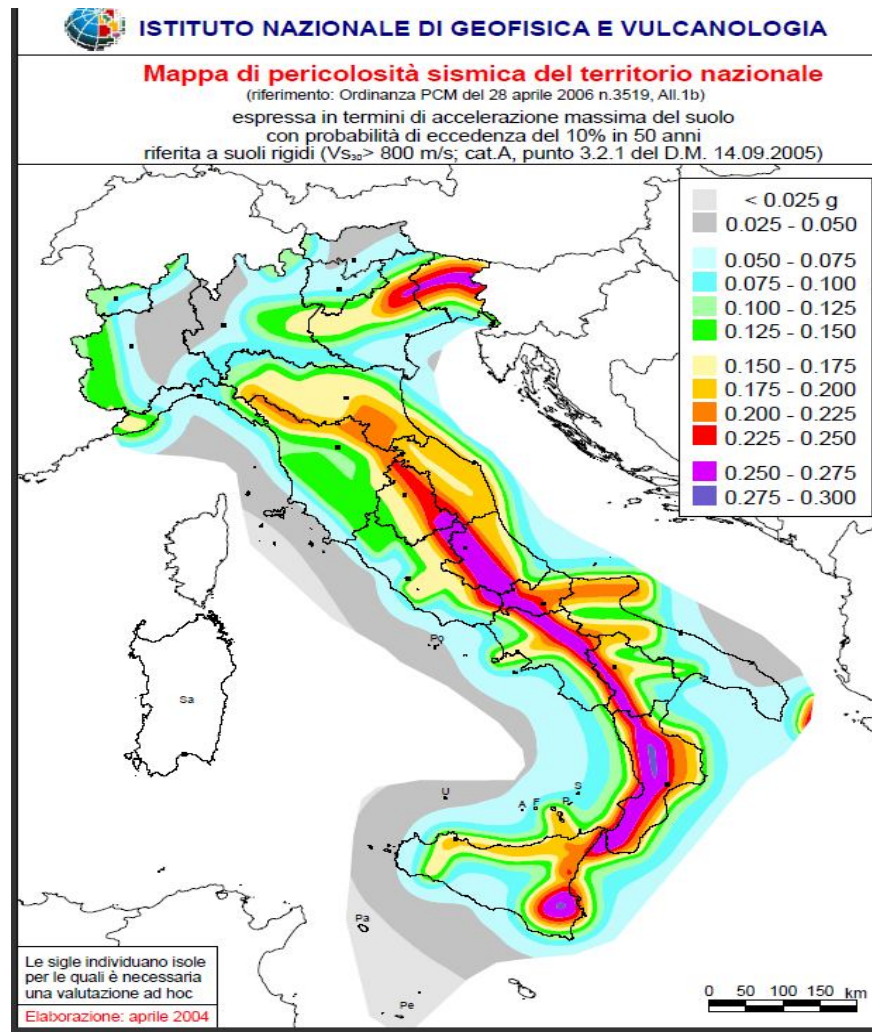 ISTITUTO NAZIONALE DI GEOFISICA E VULCANOLOGIA
Mappa di pericolosità sismica del territorio nazionale
(riferimento: Ordinanza PCM del 28 aprile 2006 n.3519, All.1b)
espressa in termini di accelerazione massima del suolo
con probabilità di eccedenza del 10% in 50 anni
riferita a suoli rigidi (Vs₃₀> 800 m/s; cat.A, punto 3.2.1 del D.M. 14.09.2005)
< 0.025 g
0.025 - 0.050
0.050 - 0.075
0.075 - 0.100
0.100 - 0.125
0.125 - 0.150
0.150 - 0.175
0.175 - 0.200
0.200 - 0.225
0.225 - 0.250
0.250 - 0.275
0.275 - 0.300
Po
Sa
U
A
F
P
S
Pa
Pe
Le sigle individuano isole
per le quali è necessaria
una valutazione ad hoc
Elaborazione: aprile 2004
0 50 100 150 km